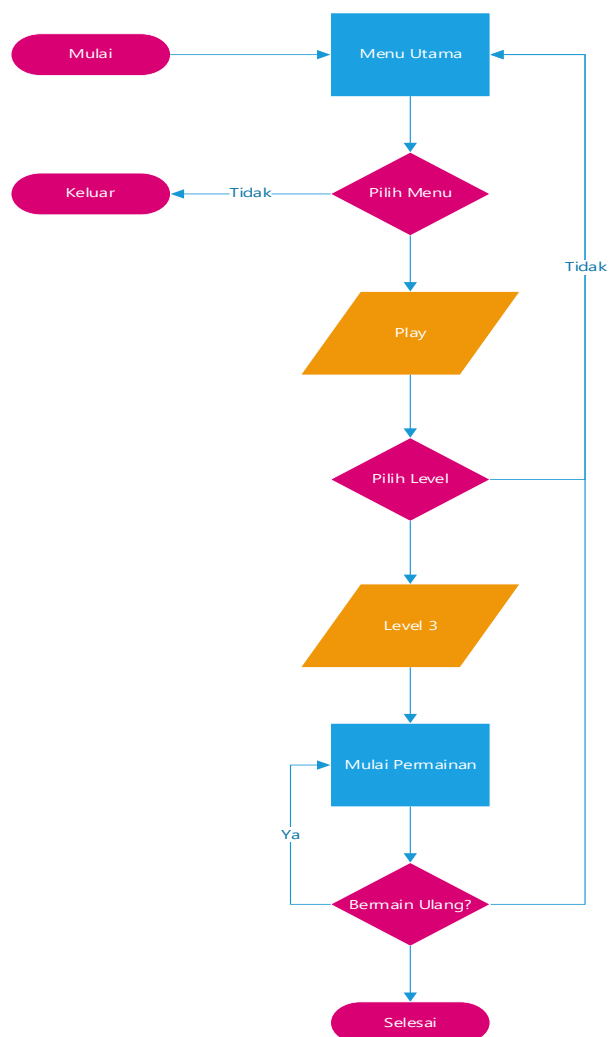 Mulai
Menu Utama
Keluar
Tidak
Pilih Menu
Tidak
Play
Pilih Level
Level 3
Mulai Permainan
Ya
Bermain Ulang?
Selesai